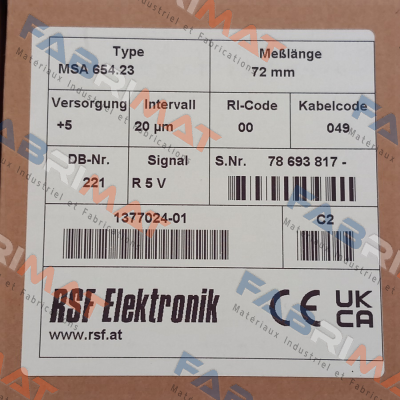 Type Meßlänge
MSA 654.23 72 mm
Versorgung Intervall RI-Code Kabelcode
+5 20 µm 00 049
DB-Nr. Signal S.Nr. 78 693 817 -
221 R 5 V
1377024-01 C2
RSF Elektronik CE UK
www.rsf.at CA
FABRIMAT
Matériaux Industriel et Fabrication